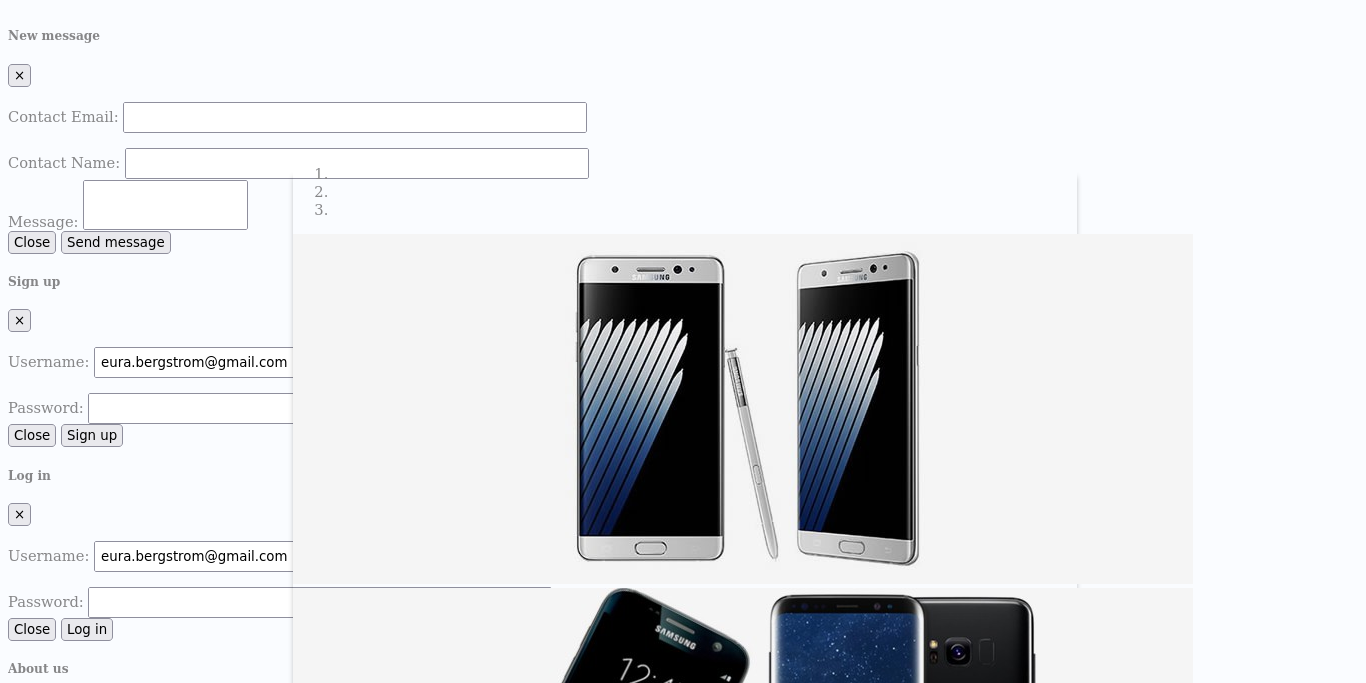 New message
×
Contact Email:
Contact Name:
1.
2.
3.
Message:
Close Send message
Sign up
×
Username: eura.bergstrom@gmail.com
Password:
Close Sign up
Log in
×
Username: eura.bergstrom@gmail.com
Password:
Close Log in
About us
SAMSUNG
SAMSUNG
SAMSUNG
12: